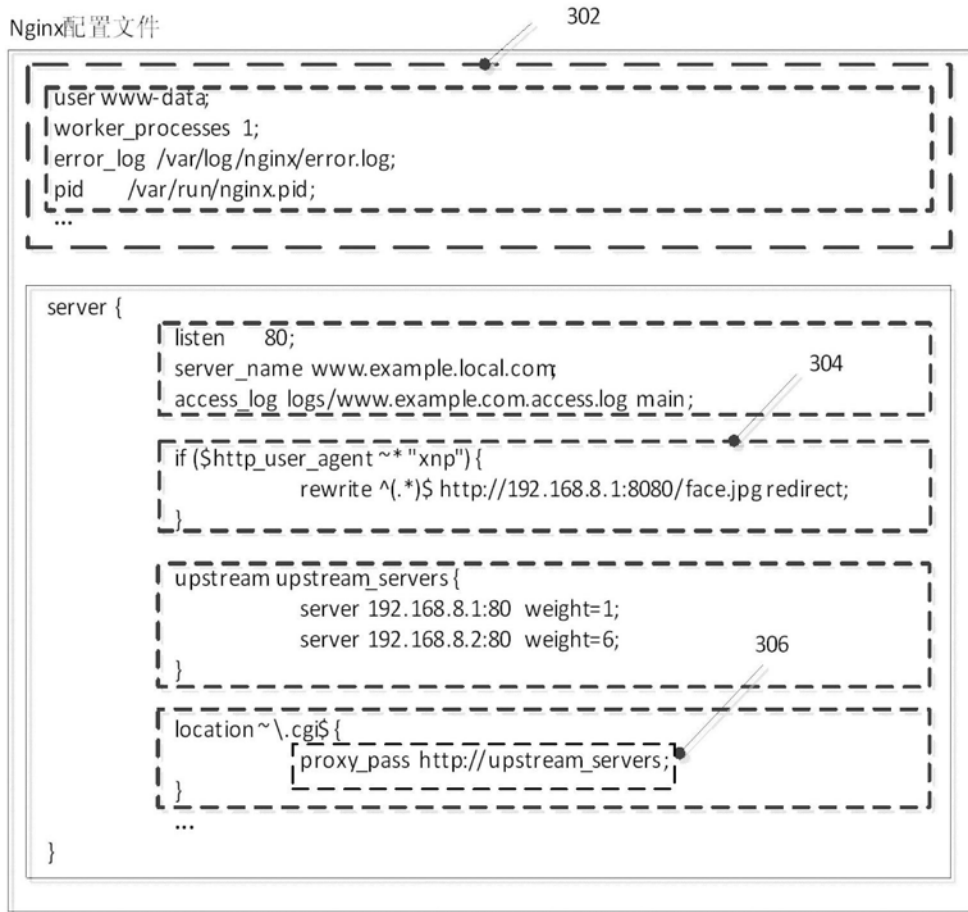 302
Nginx配置文件
user www-data;
worker_processes 1;
error_log /var/log/nginx/error.log;
pid /var/run/nginx.pid;
...
server {
listen 80;
server_name www.example.local.com;
304
access_log logs/www.example.com.access.log main;
if ($http_user_agent ~* "xnp") {
rewrite ^(.*)$ http://192.168.8.1:8080/face.jpg redirect;
}
upstream upstream_servers {
server 192.168.8.1:80 weight=1;
server 192.168.8.2:80 weight=6;
306
}
location ~ \.cgi$ {
proxy_pass http://upstream_servers;
}
...
}